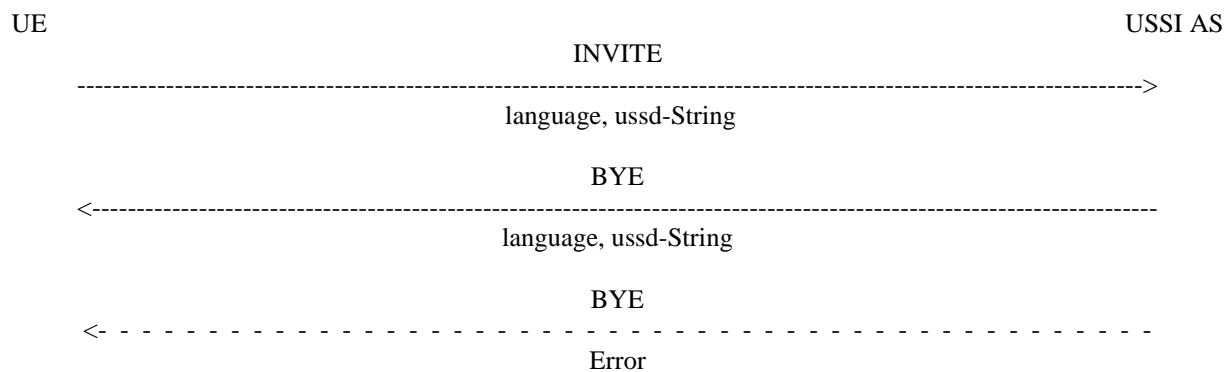 UE USSI AS
INVITE
language, ussd-String
BYE
language, ussd-String
BYE
Error